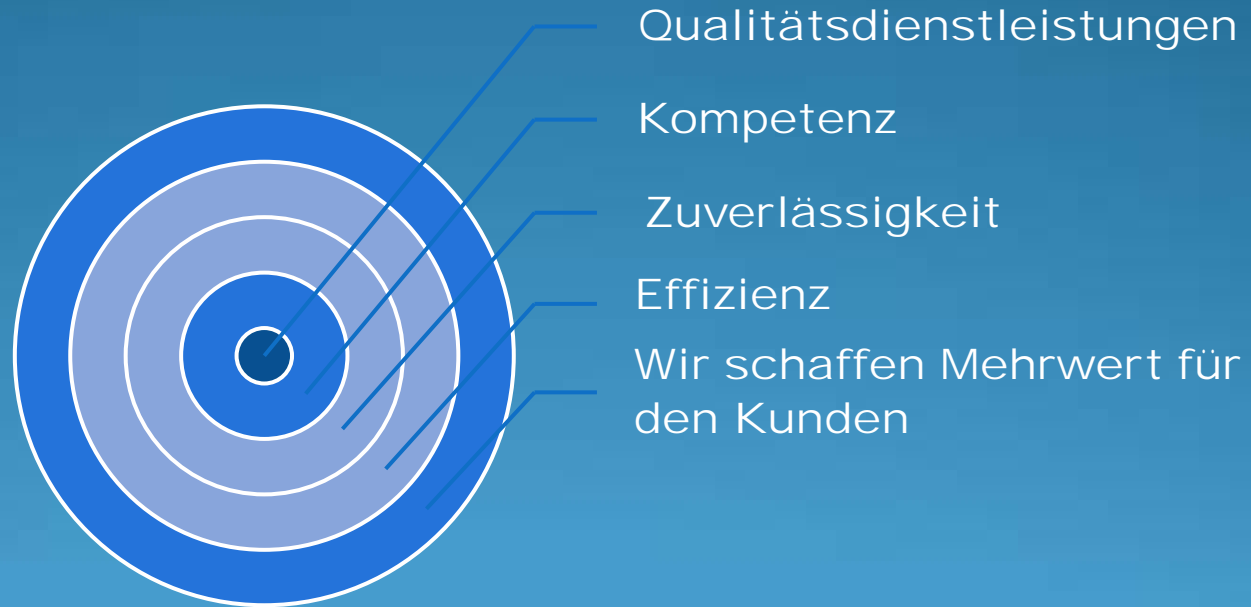 Qualitätsdienstleistungen
Kompetenz
Zuverlässigkeit
Effizienz
Wir schaffen Mehrwert für
den Kunden